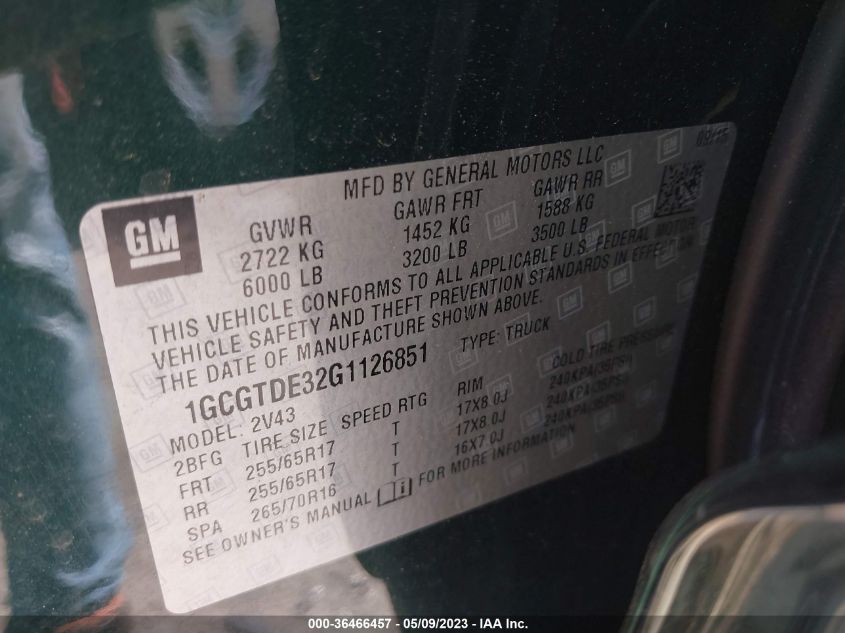 09/15
MFD BY GENERAL MOTORS LLC
GM
GVWR GAWR FRT GAWR RR
2722 KG 1452 KG 1588 KG
6000 LB 3200 LB 3500 LB
THIS VEHICLE CONFORMS TO ALL APPLICABLE U.S. FEDERAL MOTOR
VEHICLE SAFETY AND THEFT PREVENTION STANDARDS IN EFFECT ON
THE DATE OF MANUFACTURE SHOWN ABOVE.
1GCGTDE32G1126851 TYPE: TRUCK
MODEL: 2V43
2BFG TIRE SIZE SPEED RTG RIM COLD TIRE PRESSURE
FRT 255/65R17 T 17X8.0J 240KPA(35PSI)
RR 255/65R17 T 17X8.0J 240KPA(35PSI)
SPA 265/70R16 T 16X7.0J 240KPA(35PSI)
SEE OWNER'S MANUAL FOR MORE INFORMATION
000-36466457 - 05/09/2023 - IAA Inc.